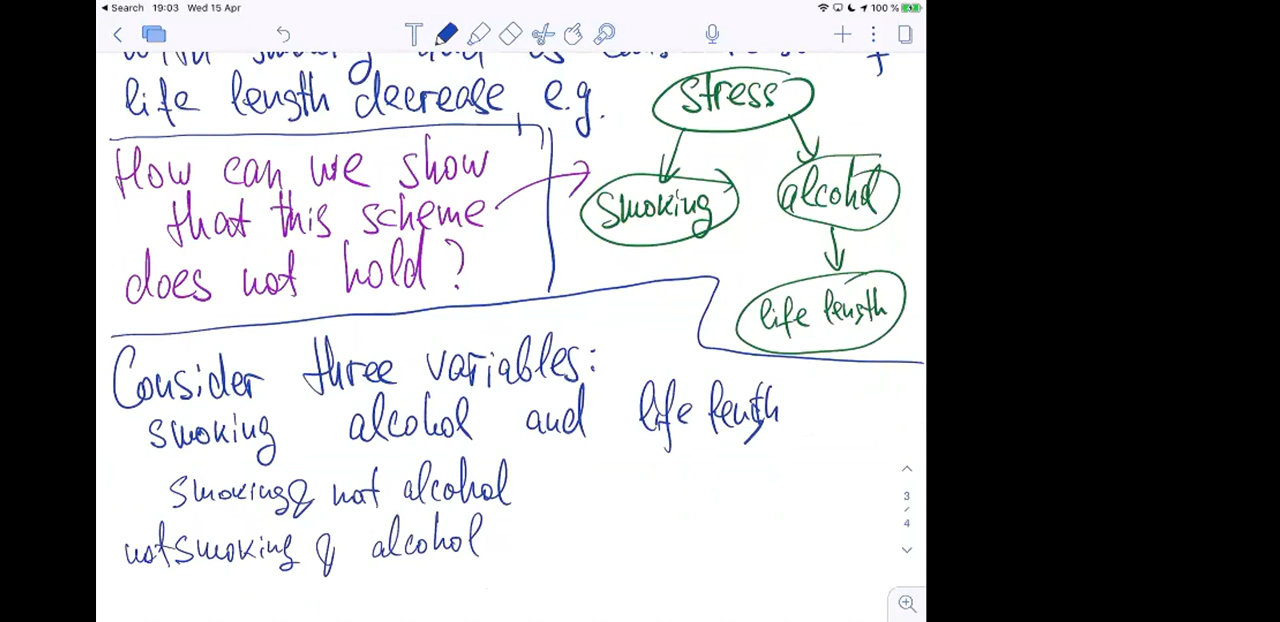 Search 19:03 Wed 15 Apr 100 %
life length decrease, e.g.
stress
How can we show
that this scheme
does not hold?
smoking
alcohol
life length
Consider three variables:
smoking alcohol and life length
smoking & not alcohol
not smoking & alcohol
3
/
4